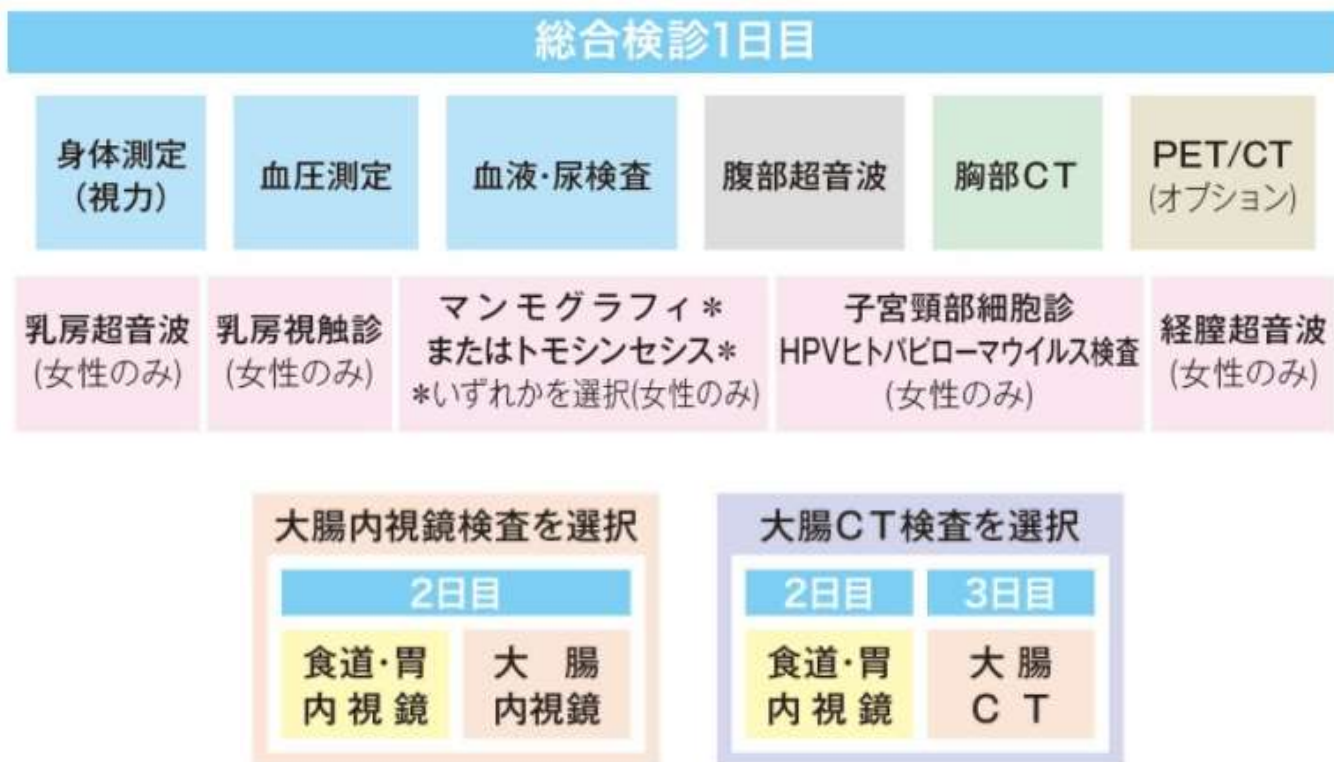 総合検診1日目
身体測定
(視力)
血圧測定
血液・尿検査
腹部超音波
胸部CT
PET/CT
(オプション)
乳房超音波
(女性のみ)
乳房視触診
(女性のみ)
マンモグラフィ*
またはトモシンセシス*
*いずれかを選択(女性のみ)
子宮頸部細胞診
HPVヒトパピローマウイルス検査
(女性のみ)
経膣超音波
(女性のみ)
大腸内視鏡検査を選択
2日目
食道・胃
内視鏡
大腸
内視鏡
大腸CT検査を選択
2日目
食道・胃
内視鏡
3日目
大腸
CT